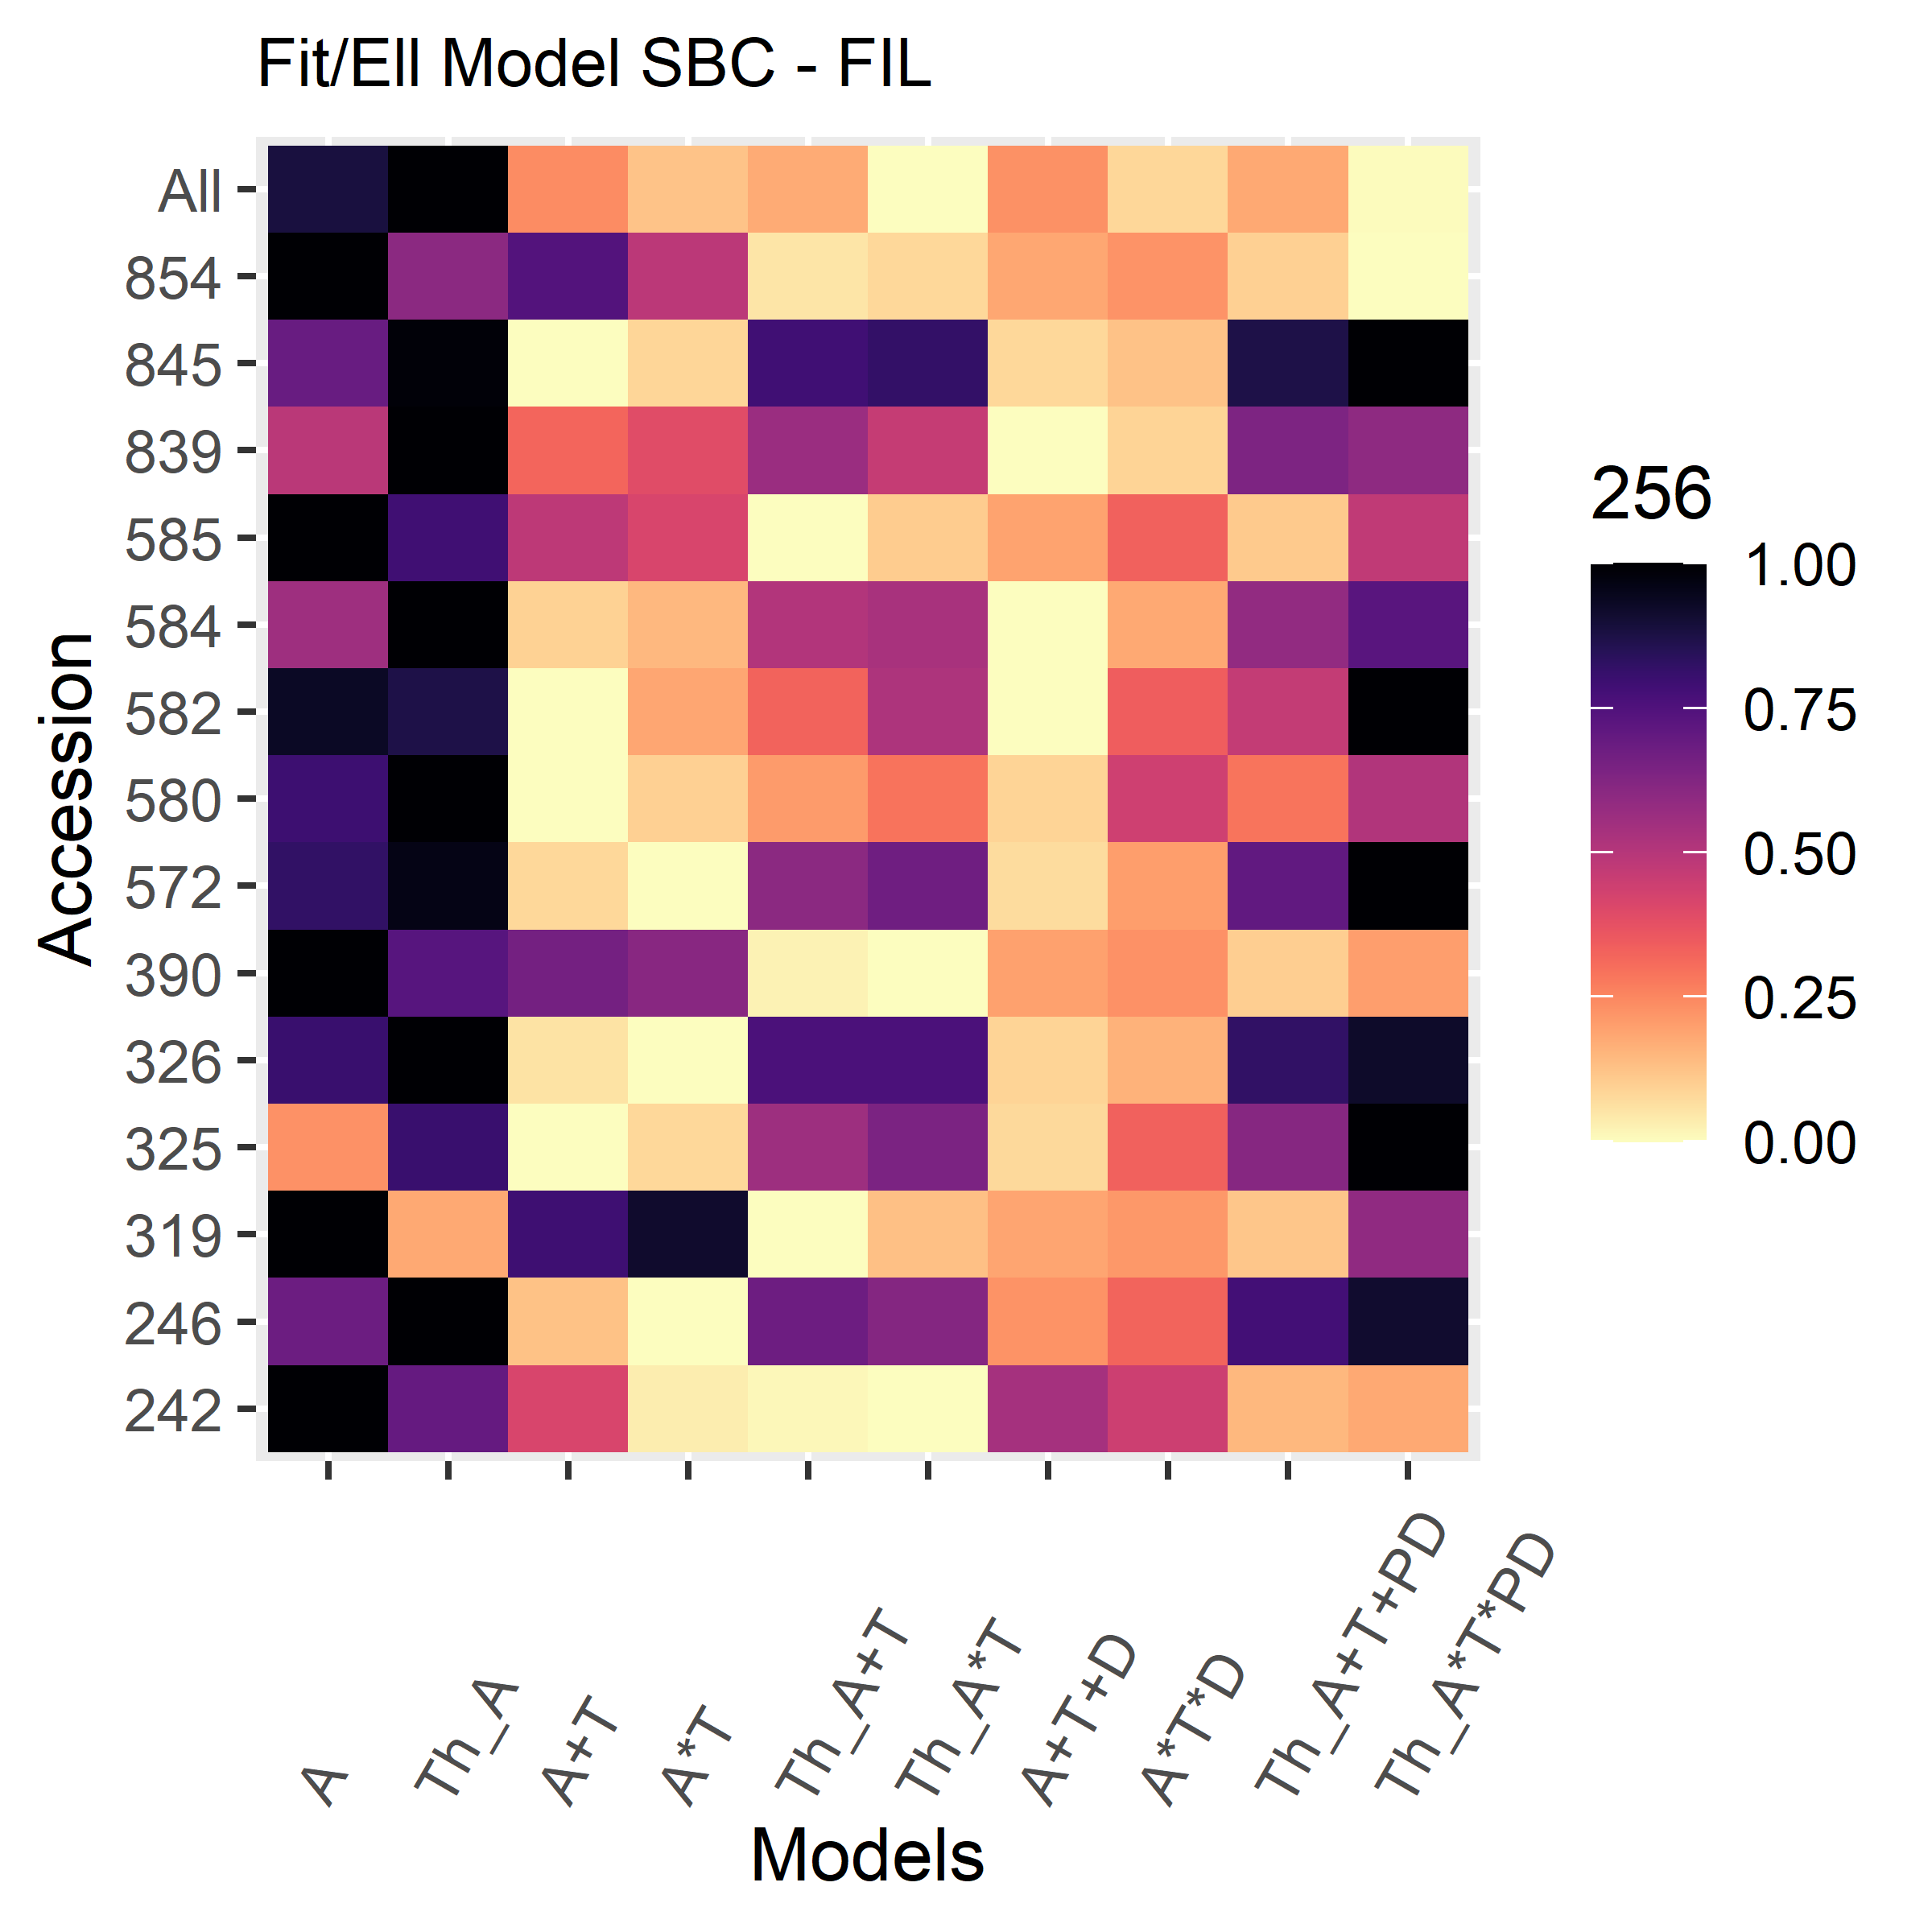 Fit/Ell Model SBC - FIL
Accession
All
854
845
839
585
584
582
580
572
390
326
325
319
246
242
256
1.00
0.75
0.50
0.25
0.00
A
Th_A
A+T
A*T
Th_A+T
Th_A*T
A+T+D
A*T*D
Th_A+T+PD
Th_A*T*PD
Models